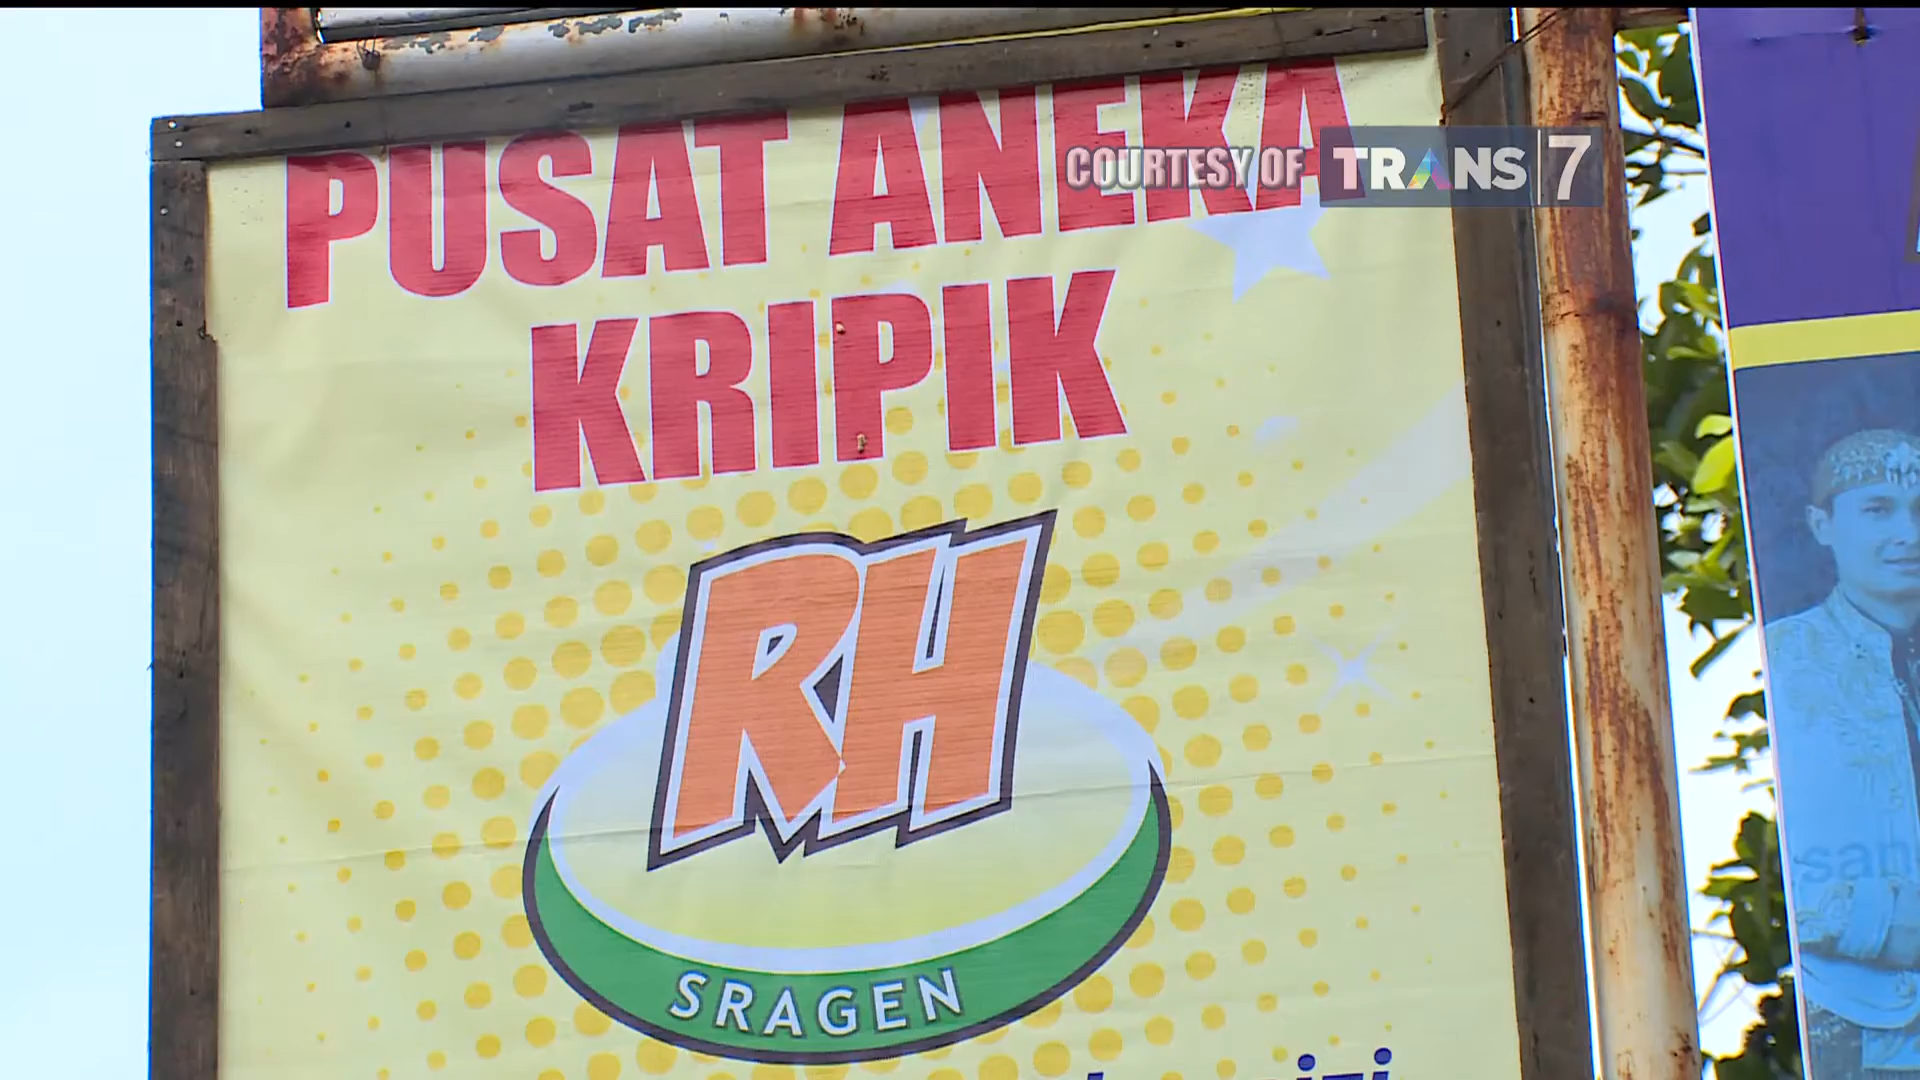 PUSAT ANEKA
KRIPIK
COURTESY OF TRANS|7
RH
SRAGEN